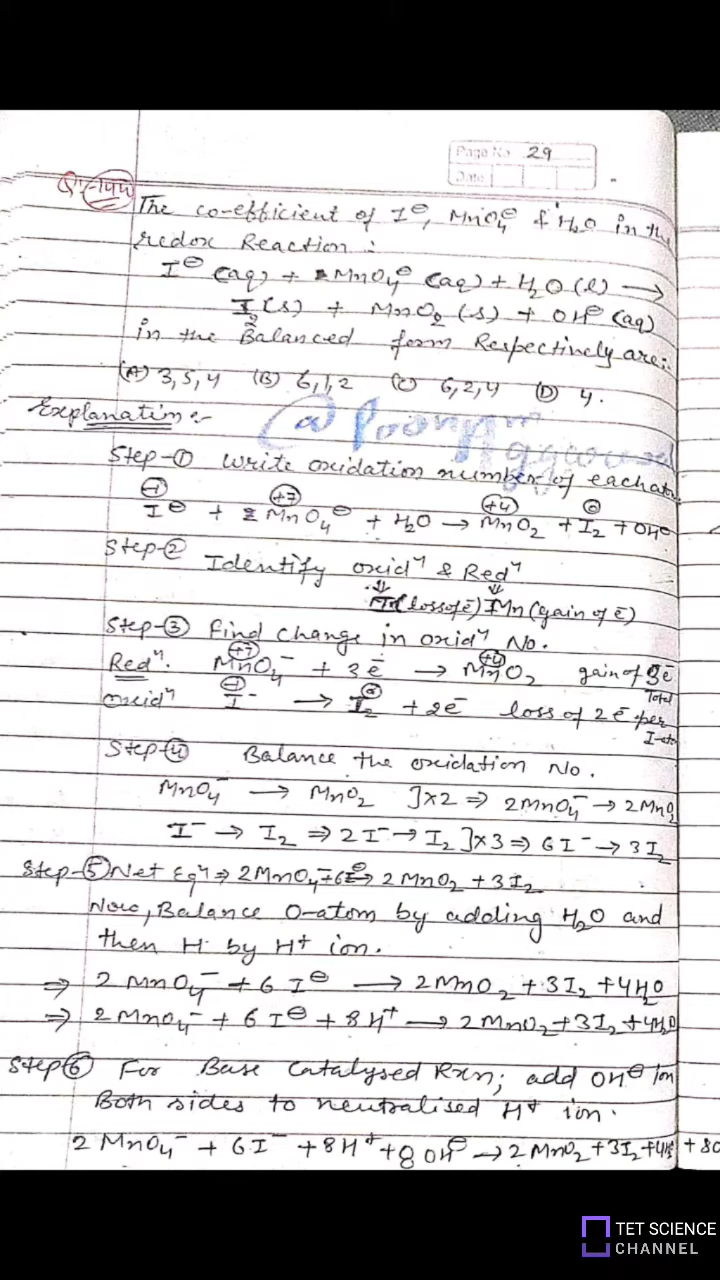 Page No. 29
Date
Q:-144
The co-efficient of I⊖, MnO4⊖ & H2O in the
redox Reaction :
I⊖ (aq) + MnO4⊖ (aq) + H2O (l) →
I2(s) + MnO2 (s) + OH⊖ (aq)
in the Balanced form Respectively are:
(A) 3,5,4 (B) 6,1,2 (C) 6,2,4 (D) 4.
Explanation:-
@Poonam
Aggarwal
Step-① Write oxidation number of each
(-1) (+7) (+4) (0)
I⊖ + MnO4⊖ + H2O → MnO2 + I2 + OH⊖
Step-② Identify oxidⁿ & Redⁿ
⇓ ⇓
(loss of ē) Mn (gain of ē)
Step-③ Find change in oxidⁿ No.
(+7) (+4)
Redⁿ. MnO4⁻ + 3ē → MnO2 gain of 3ē
Total
(-1) (0)
oxidⁿ I⁻ → I2 + 2ē loss of 2ē per
Step-④ Balance the oxidation No.
MnO4⁻ → MnO2 ]×2 ⇒ 2MnO4⁻ → 2MnO2
I⁻ → I2 ⇒ 2I⁻ → I2 ]×3 ⇒ 6I⁻ → 3I2
Step-⑤ Net Eqⁿ ⇒ 2MnO4⁻ + 6I⊖ → 2MnO2 + 3I2
Now, Balance O-atom by adding H2O and
then H by H⁺ ion.
⇒ 2MnO4⁻ + 6I⊖ → 2MnO2 + 3I2 + 4H2O
⇒ 2MnO4⁻ + 6I⊖ + 8H⁺ → 2MnO2 + 3I2 + 4H2O
Step⑥ For Base Catalysed Rxn; add OH⊖ ion
Both sides to neutralised H⁺ ion.
2MnO4⁻ + 6I⁻ + 8H⁺ + 8OH⊖ → 2MnO2 + 3I2 + 4H + 8O
TET SCIENCE
CHANNEL